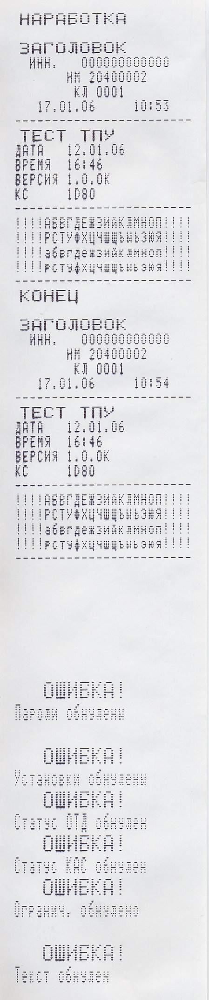 НАРАБОТКА
ЗАГОЛОВОК
ИНН. 000000000000
НМ 20400002
КЛ 0001
17.01.06 10:53
------------------------
ТЕСТ ТПУ
ДАТА 12.01.06
ВРЕМЯ 16:46
ВЕРСИЯ 1.0.0К
КС 1D80
------------------------
!!!!АБВГДЕЖЗИЙКЛМНОП!!!!
!!!!РСТУФХЦЧШЩЪЫЬЭЮЯ!!!!
!!!!абвгдежзийклмноп!!!!
!!!!рстуфхцчшщъыьэюя!!!!
------------------------
КОНЕЦ
ЗАГОЛОВОК
ИНН. 000000000000
НМ 20400002
КЛ 0001
17.01.06 10:54
------------------------
ТЕСТ ТПУ
ДАТА 12.01.06
ВРЕМЯ 16:46
ВЕРСИЯ 1.0.0К
КС 1D80
------------------------
!!!!АБВГДЕЖЗИЙКЛМНОП!!!!
!!!!РСТУФХЦЧШЩЪЫЬЭЮЯ!!!!
!!!!абвгдежзийклмноп!!!!
!!!!рстуфхцчшщъыьэюя!!!!
------------------------
ОШИБКА!
Пароли обнулены
ОШИБКА!
Установки обнулены
ОШИБКА!
Статус ОТД обнулен
ОШИБКА!
Статус КАС обнулен
ОШИБКА!
Огранич. обнулено
ОШИБКА!
Текст обнулен